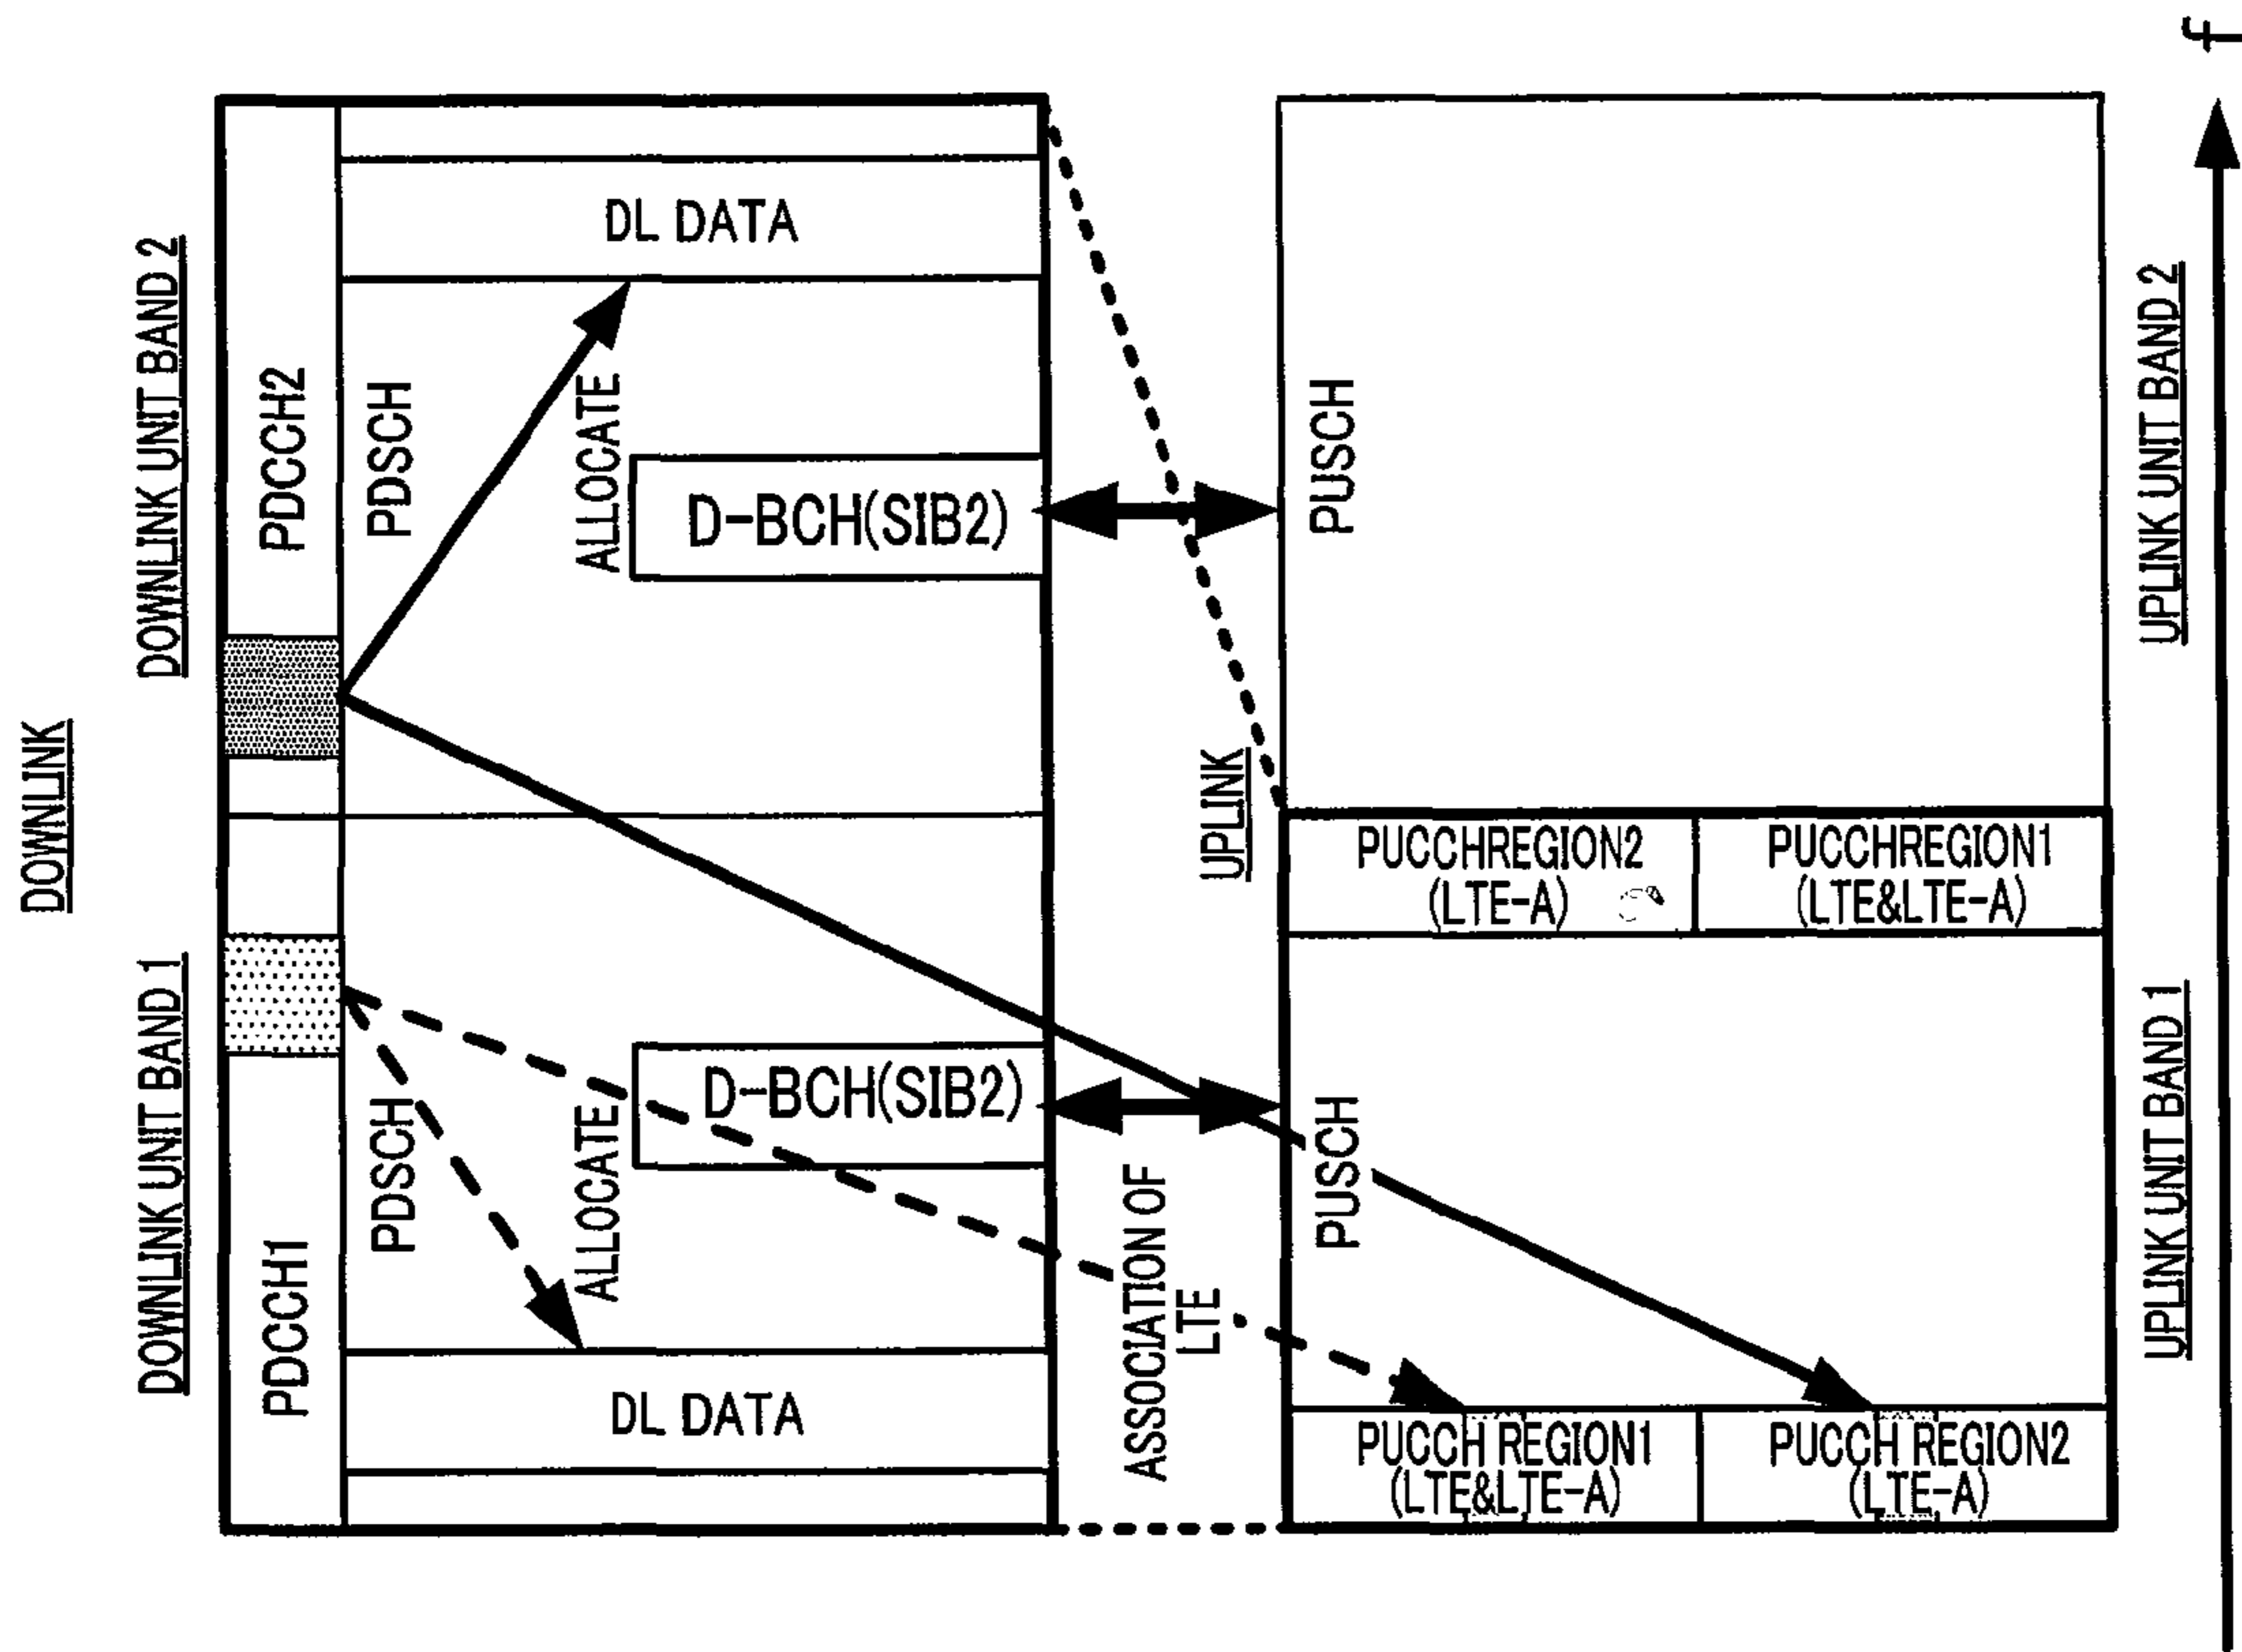 DOWNLINK
DOWNLINK UNIT BAND 1
DOWNLINK UNIT BAND 2
PDCCH1
PDCCH2
PDSCH
PDSCH
ALLOCATE
ALLOCATE
DL DATA
D-BCH(SIB2)
D-BCH(SIB2)
DL DATA
ASSOCIATION OF
LTE
UPLINK
PUSCH
PUSCH
PUCCH REGION1
(LTE&LTE-A)
PUCCHREGION2
(LTE-A)
PUCCH REGION2
(LTE-A)
PUCCHREGION1
(LTE&LTE-A)
UPLINK UNIT BAND 1
UPLINK UNIT BAND 2
f